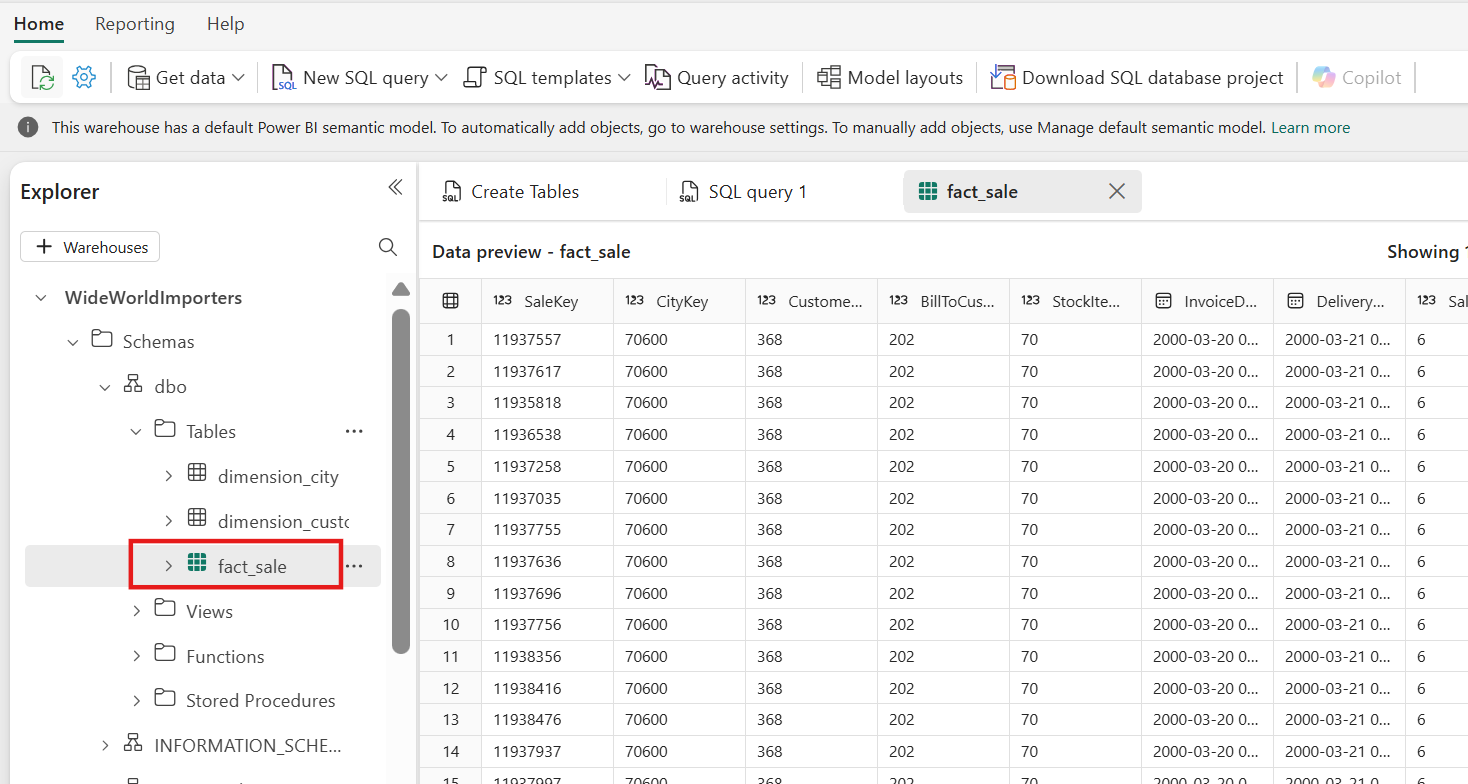 Home Reporting Help
Get data New SQL query SQL templates Query activity Model layouts Download SQL database project Copilot
This warehouse has a default Power BI semantic model. To automatically add objects, go to warehouse settings. To manually add objects, use Manage default semantic model. Learn more
Explorer
+ Warehouses
WideWorldImporters
Schemas
dbo
Tables ...
dimension_city
dimension_custo
fact_sale ...
Views
Functions
Stored Procedures
INFORMATION_SCHE...
Create Tables SQL query 1 fact_sale
Data preview - fact_sale Showing 1
123 SaleKey 123 CityKey 123 Custome... 123 BillToCus... 123 StockIte... InvoiceD... Delivery... 123 Sal
1 11937557 70600 368 202 70 2000-03-20 0... 2000-03-21 0... 6
2 11937617 70600 368 202 70 2000-03-20 0... 2000-03-21 0... 6
3 11935818 70600 368 202 70 2000-03-20 0... 2000-03-21 0... 6
4 11936538 70600 368 202 70 2000-03-20 0... 2000-03-21 0... 6
5 11937258 70600 368 202 70 2000-03-20 0... 2000-03-21 0... 6
6 11937035 70600 368 202 70 2000-03-20 0... 2000-03-21 0... 6
7 11937755 70600 368 202 70 2000-03-20 0... 2000-03-21 0... 6
8 11937636 70600 368 202 70 2000-03-20 0... 2000-03-21 0... 6
9 11937696 70600 368 202 70 2000-03-20 0... 2000-03-21 0... 6
10 11937756 70600 368 202 70 2000-03-20 0... 2000-03-21 0... 6
11 11938356 70600 368 202 70 2000-03-20 0... 2000-03-21 0... 6
12 11938416 70600 368 202 70 2000-03-20 0... 2000-03-21 0... 6
13 11938476 70600 368 202 70 2000-03-20 0... 2000-03-21 0... 6
14 11937937 70600 368 202 70 2000-03-20 0... 2000-03-21 0... 6
15 11937997 70600 368 202 70 2000-03-20 0... 2000-03-21 0... 6